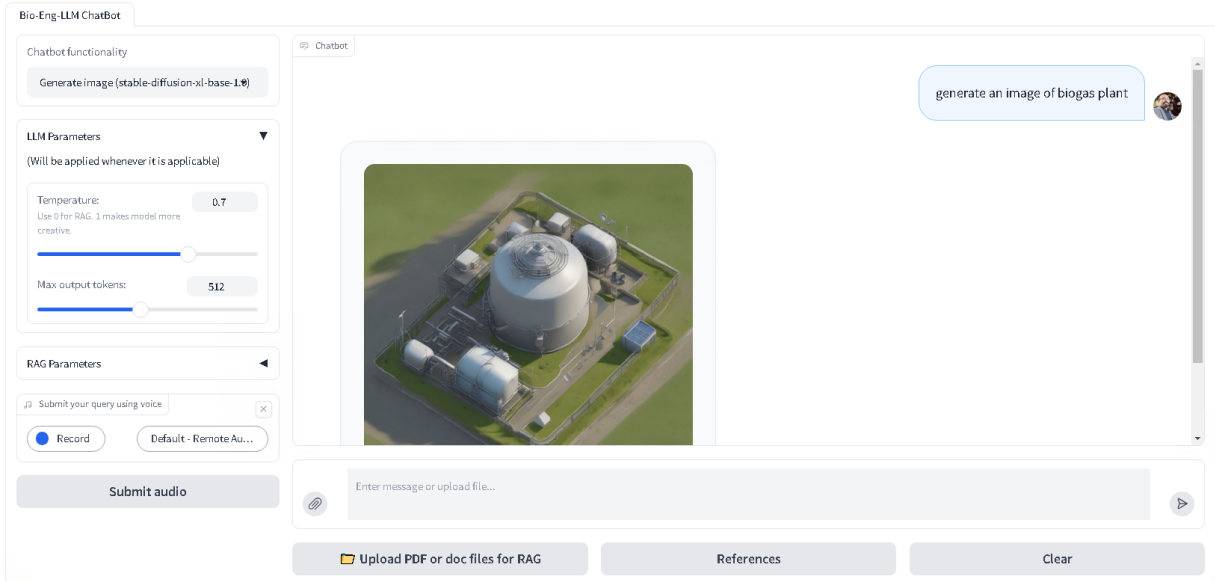 Bio-Eng-LLM ChatBot
Chatbot functionality
Generate image (stable-diffusion-xl-base-1.0)
LLM Parameters
(Will be applied whenever it is applicable)
Temperature:
0.7
Use 0 for RAG. 1 makes model more
creative.
Max output tokens:
512
RAG Parameters
Submit your query using voice
Record
Default - Remote Au...
Submit audio
Chatbot
generate an image of biogas plant
Enter message or upload file...
Upload PDF or doc files for RAG
References
Clear